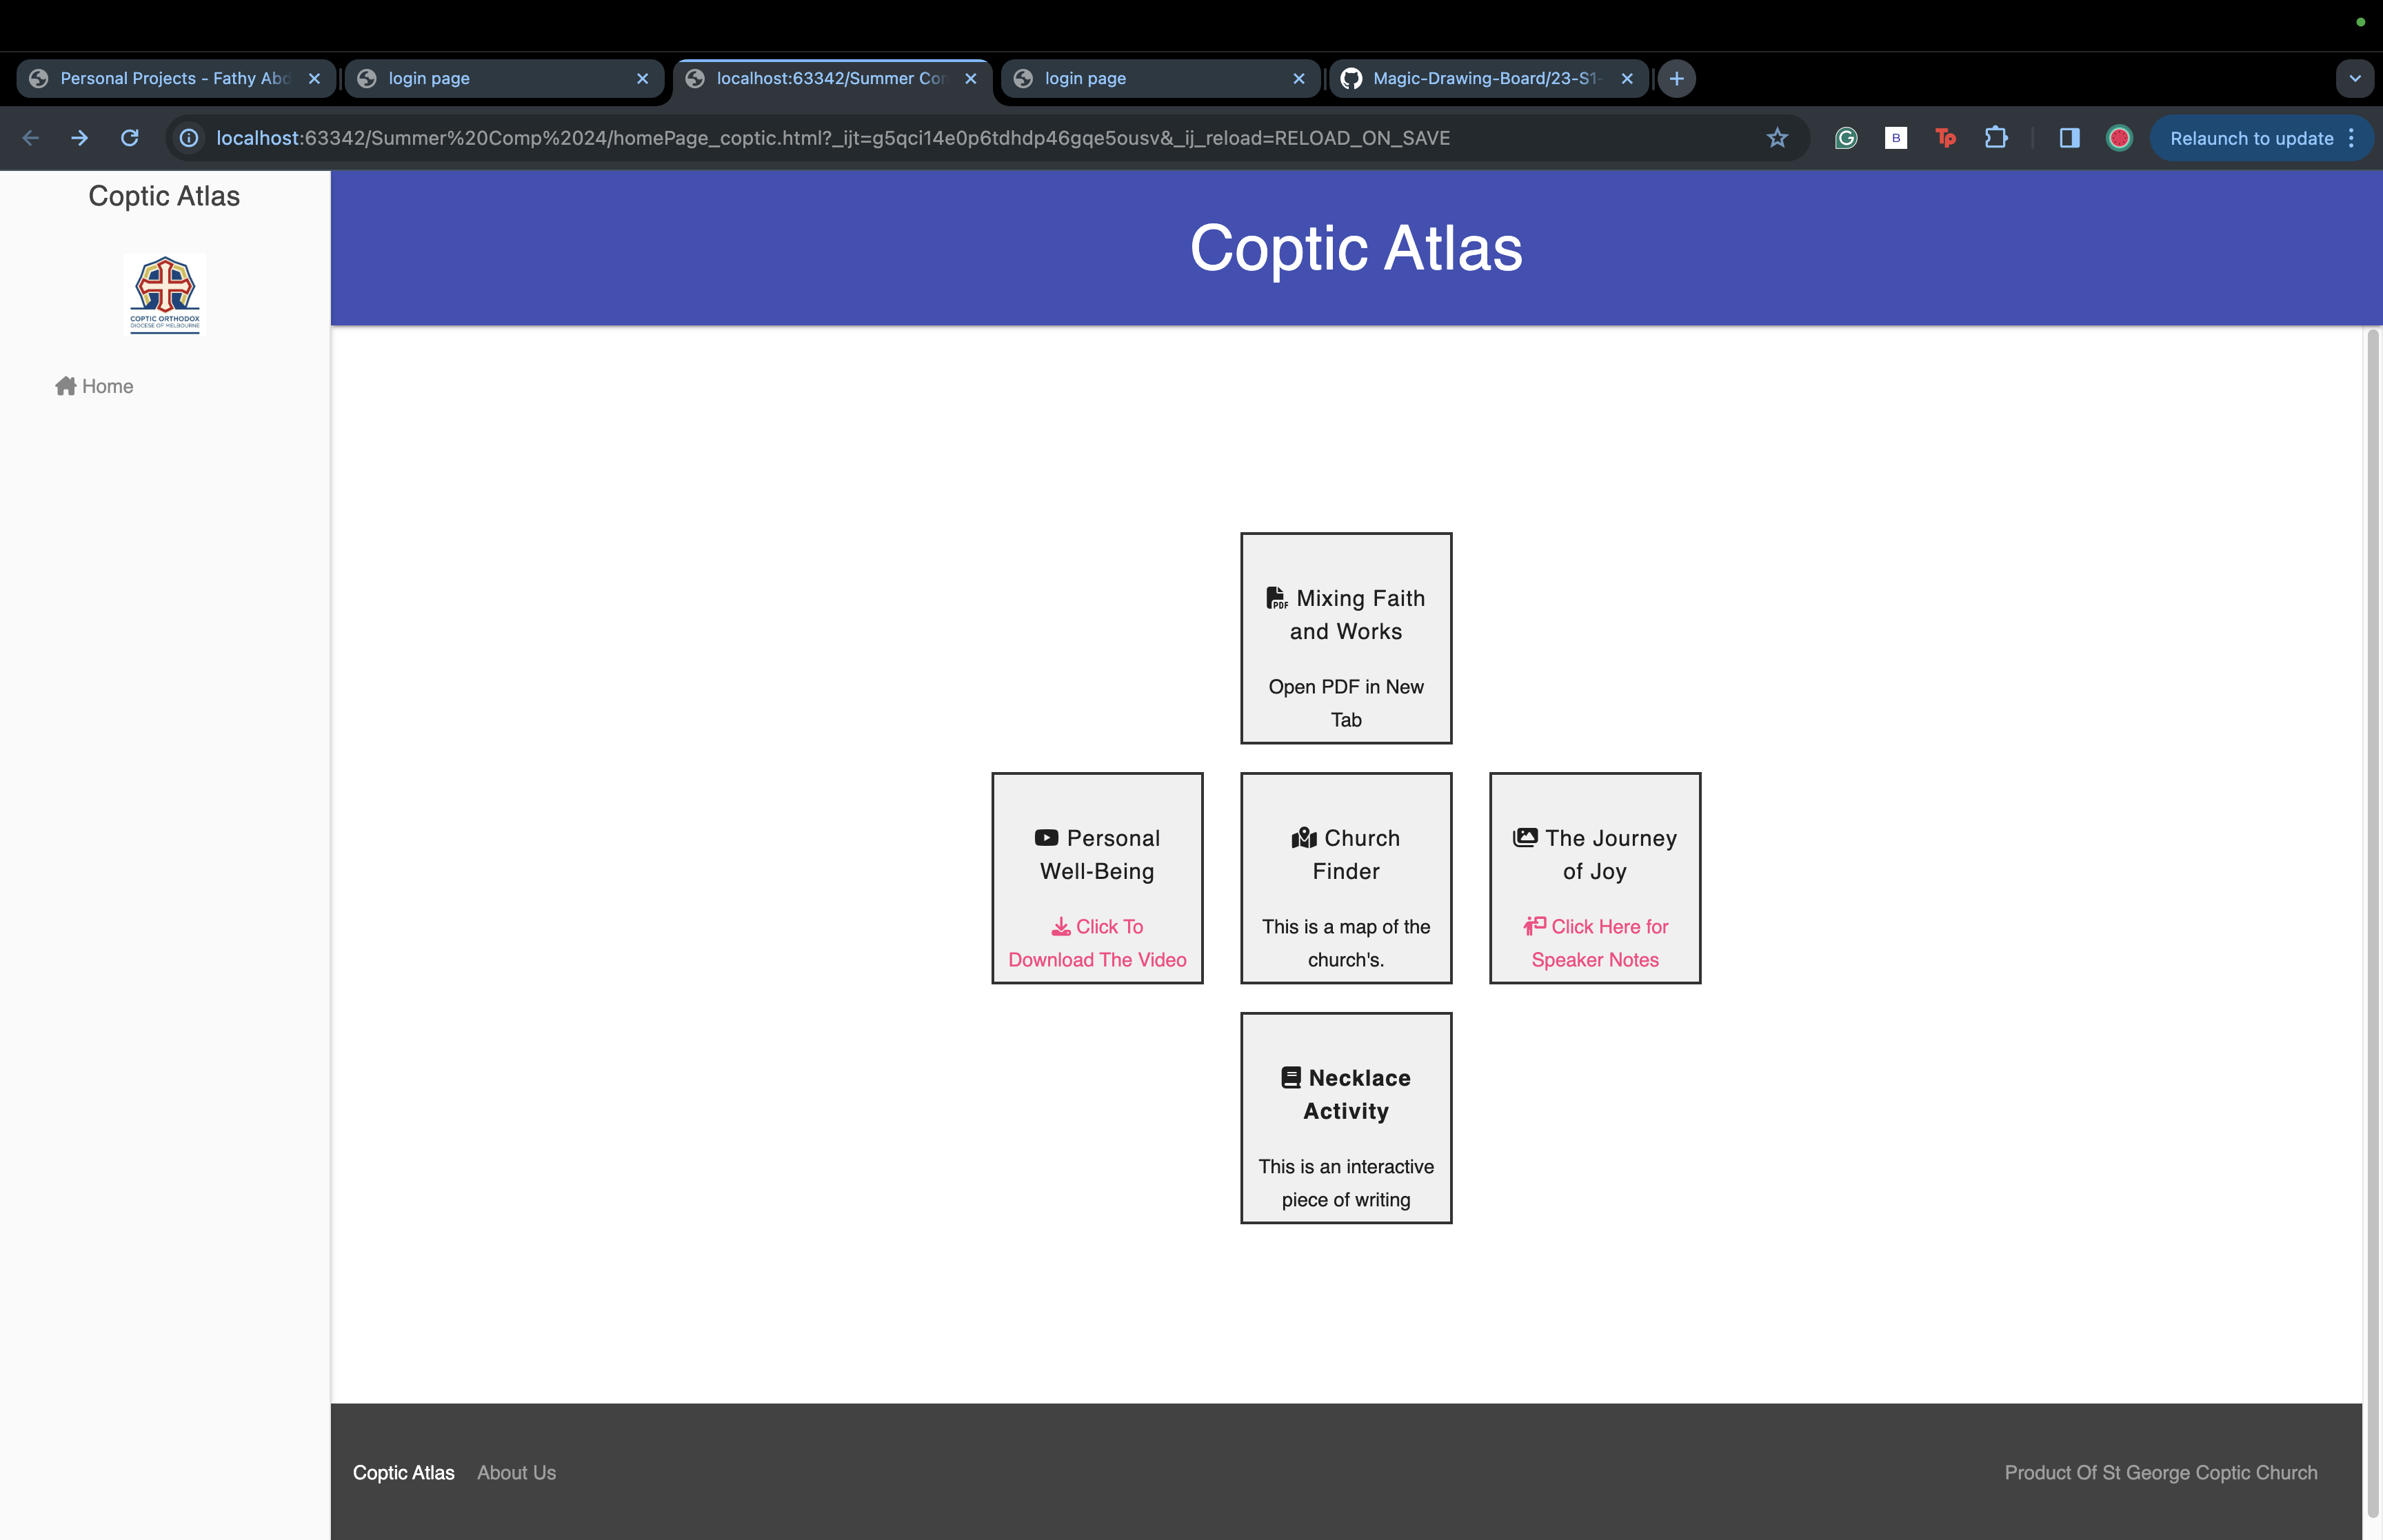 Personal Projects - Fathy Abd
login page
localhost:63342/Summer Com
login page
Magic-Drawing-Board/23-S1-
localhost:63342/Summer%20Comp%2024/homePage_coptic.html?_ijt=g5qci14e0p6tdhdp46gqe5ousv&_ij_reload=RELOAD_ON_SAVE
B
Tp
Relaunch to update
Coptic Atlas
COPTIC ORTHODOX
DIOCESE OF MELBOURNE
Home
Coptic Atlas
PDF Mixing Faith
and Works
Open PDF in New
Tab
Personal
Well-Being
Click To
Download The Video
Church
Finder
This is a map of the
church's.
The Journey
of Joy
Click Here for
Speaker Notes
Necklace
Activity
This is an interactive
piece of writing
Coptic Atlas
About Us
Product Of St George Coptic Church